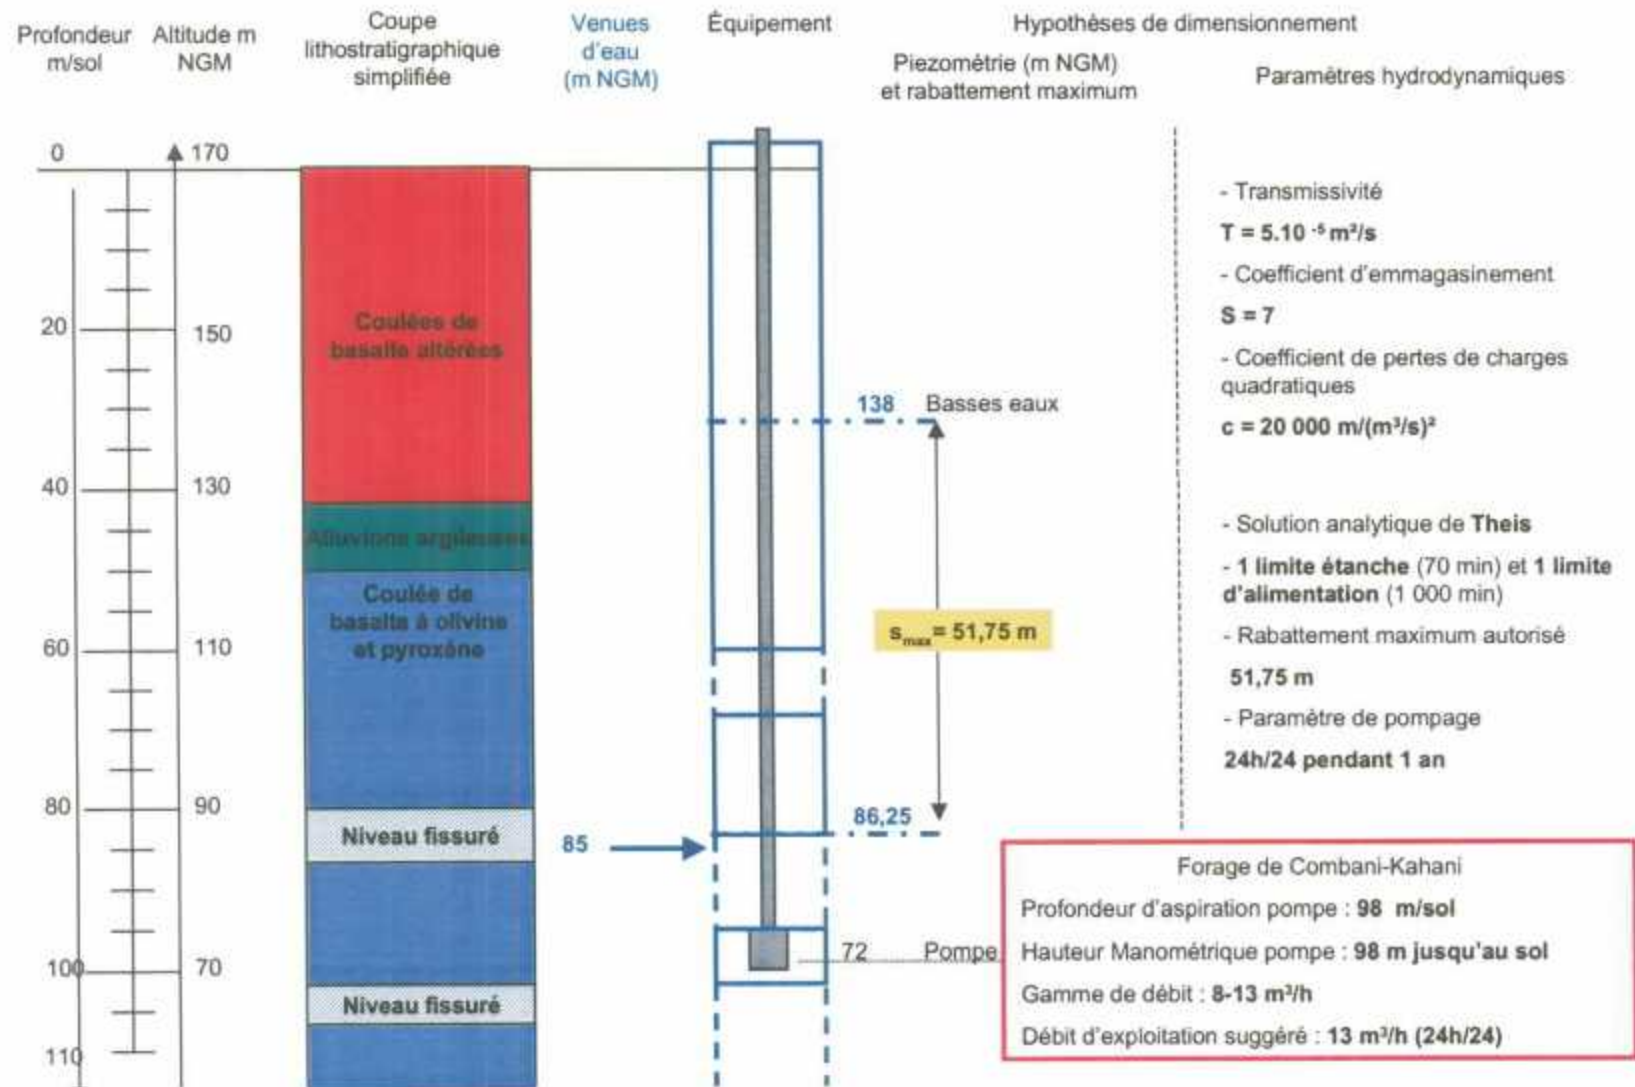 Profondeur
m/sol
Altitude m
NGM
Coupe
lithostratigraphique
simplifiée
Venues
d'eau
(m NGM)
Équipement
Hypothèses de dimensionnement
Piezométrie (m NGM)
et rabattement maximum
Paramètres hydrodynamiques
0
170
20
150
40
130
60
110
80
90
100
70
110
Coulées de
basalte altérées
Alluvions argileuses
Coulée de
basalte à olivine
et pyroxène
Niveau fissuré
Niveau fissuré
85
138 Basses eaux
smax= 51,75 m
86,25
72 Pompe
- Transmissivité
T = 5.10 -5 m²/s
- Coefficient d'emmagasinement
S = 7
- Coefficient de pertes de charges
quadratiques
c = 20 000 m/(m³/s)²
- Solution analytique de Theis
- 1 limite étanche (70 min) et 1 limite
d'alimentation (1 000 min)
- Rabattement maximum autorisé
51,75 m
- Paramètre de pompage
24h/24 pendant 1 an
Forage de Combani-Kahani
Profondeur d'aspiration pompe : 98 m/sol
Hauteur Manométrique pompe : 98 m jusqu'au sol
Gamme de débit : 8-13 m³/h
Débit d'exploitation suggéré : 13 m³/h (24h/24)